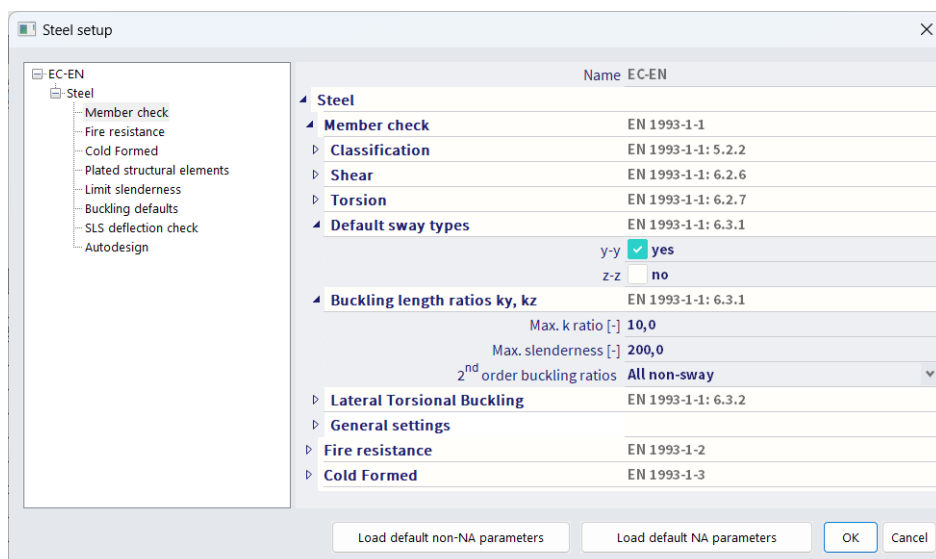 Steel setup
EC-EN
Steel
Member check
Fire resistance
Cold Formed
Plated structural elements
Limit slenderness
Buckling defaults
SLS deflection check
Autodesign
Name EC-EN
Steel
Member check EN 1993-1-1
Classification EN 1993-1-1: 5.2.2
Shear EN 1993-1-1: 6.2.6
Torsion EN 1993-1-1: 6.2.7
Default sway types EN 1993-1-1: 6.3.1
y-y yes
z-z no
Buckling length ratios ky, kz EN 1993-1-1: 6.3.1
Max. k ratio [-] 10,0
Max. slenderness [-] 200,0
2nd order buckling ratios All non-sway
Lateral Torsional Buckling EN 1993-1-1: 6.3.2
General settings
Fire resistance EN 1993-1-2
Cold Formed EN 1993-1-3
Load default non-NA parameters Load default NA parameters OK Cancel